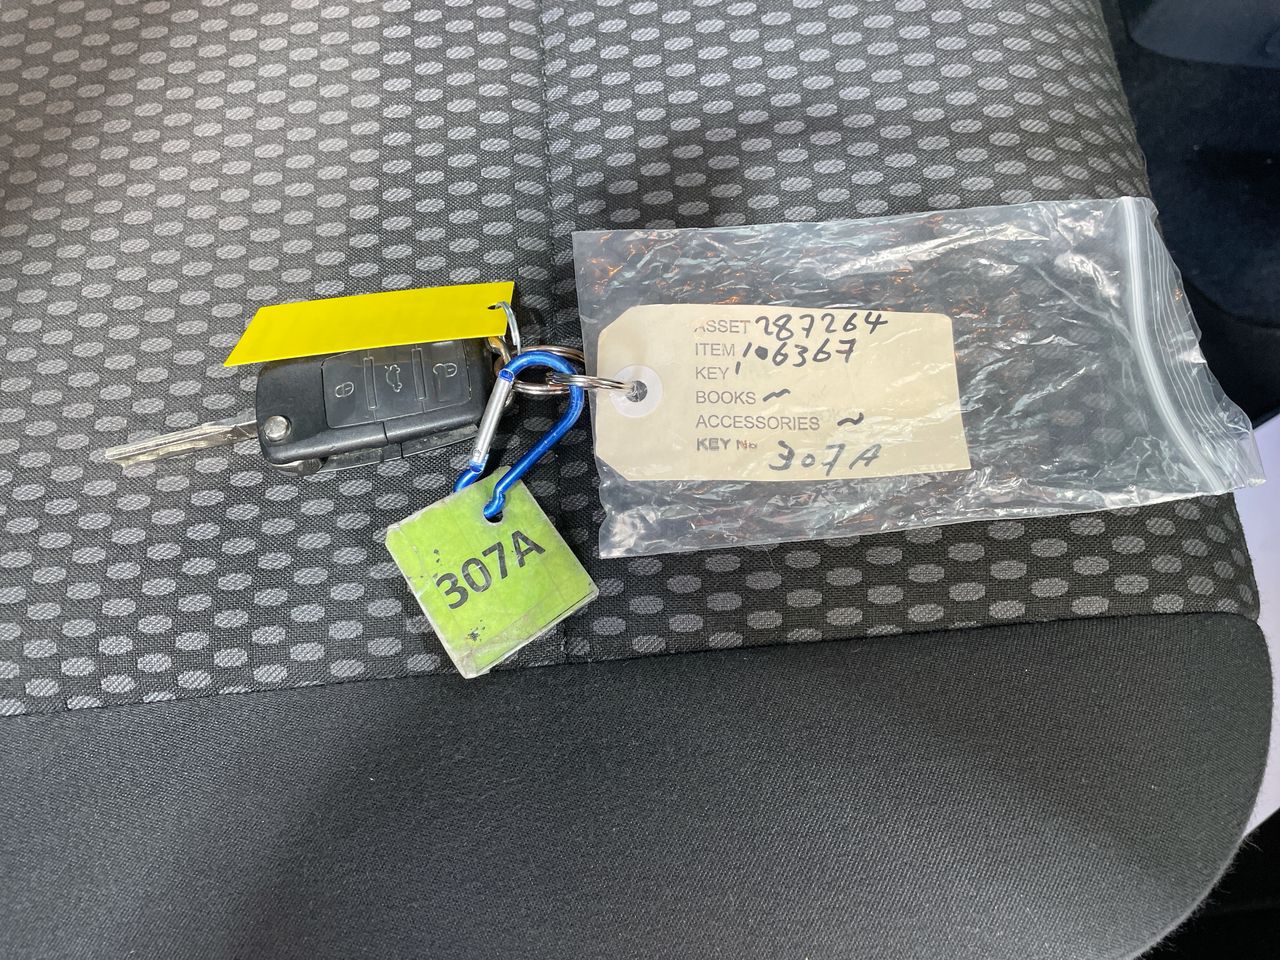 ASSET 287264
ITEM 106367
KEY 1
BOOKS ~
ACCESSORIES ~
KEY No 307A
307A